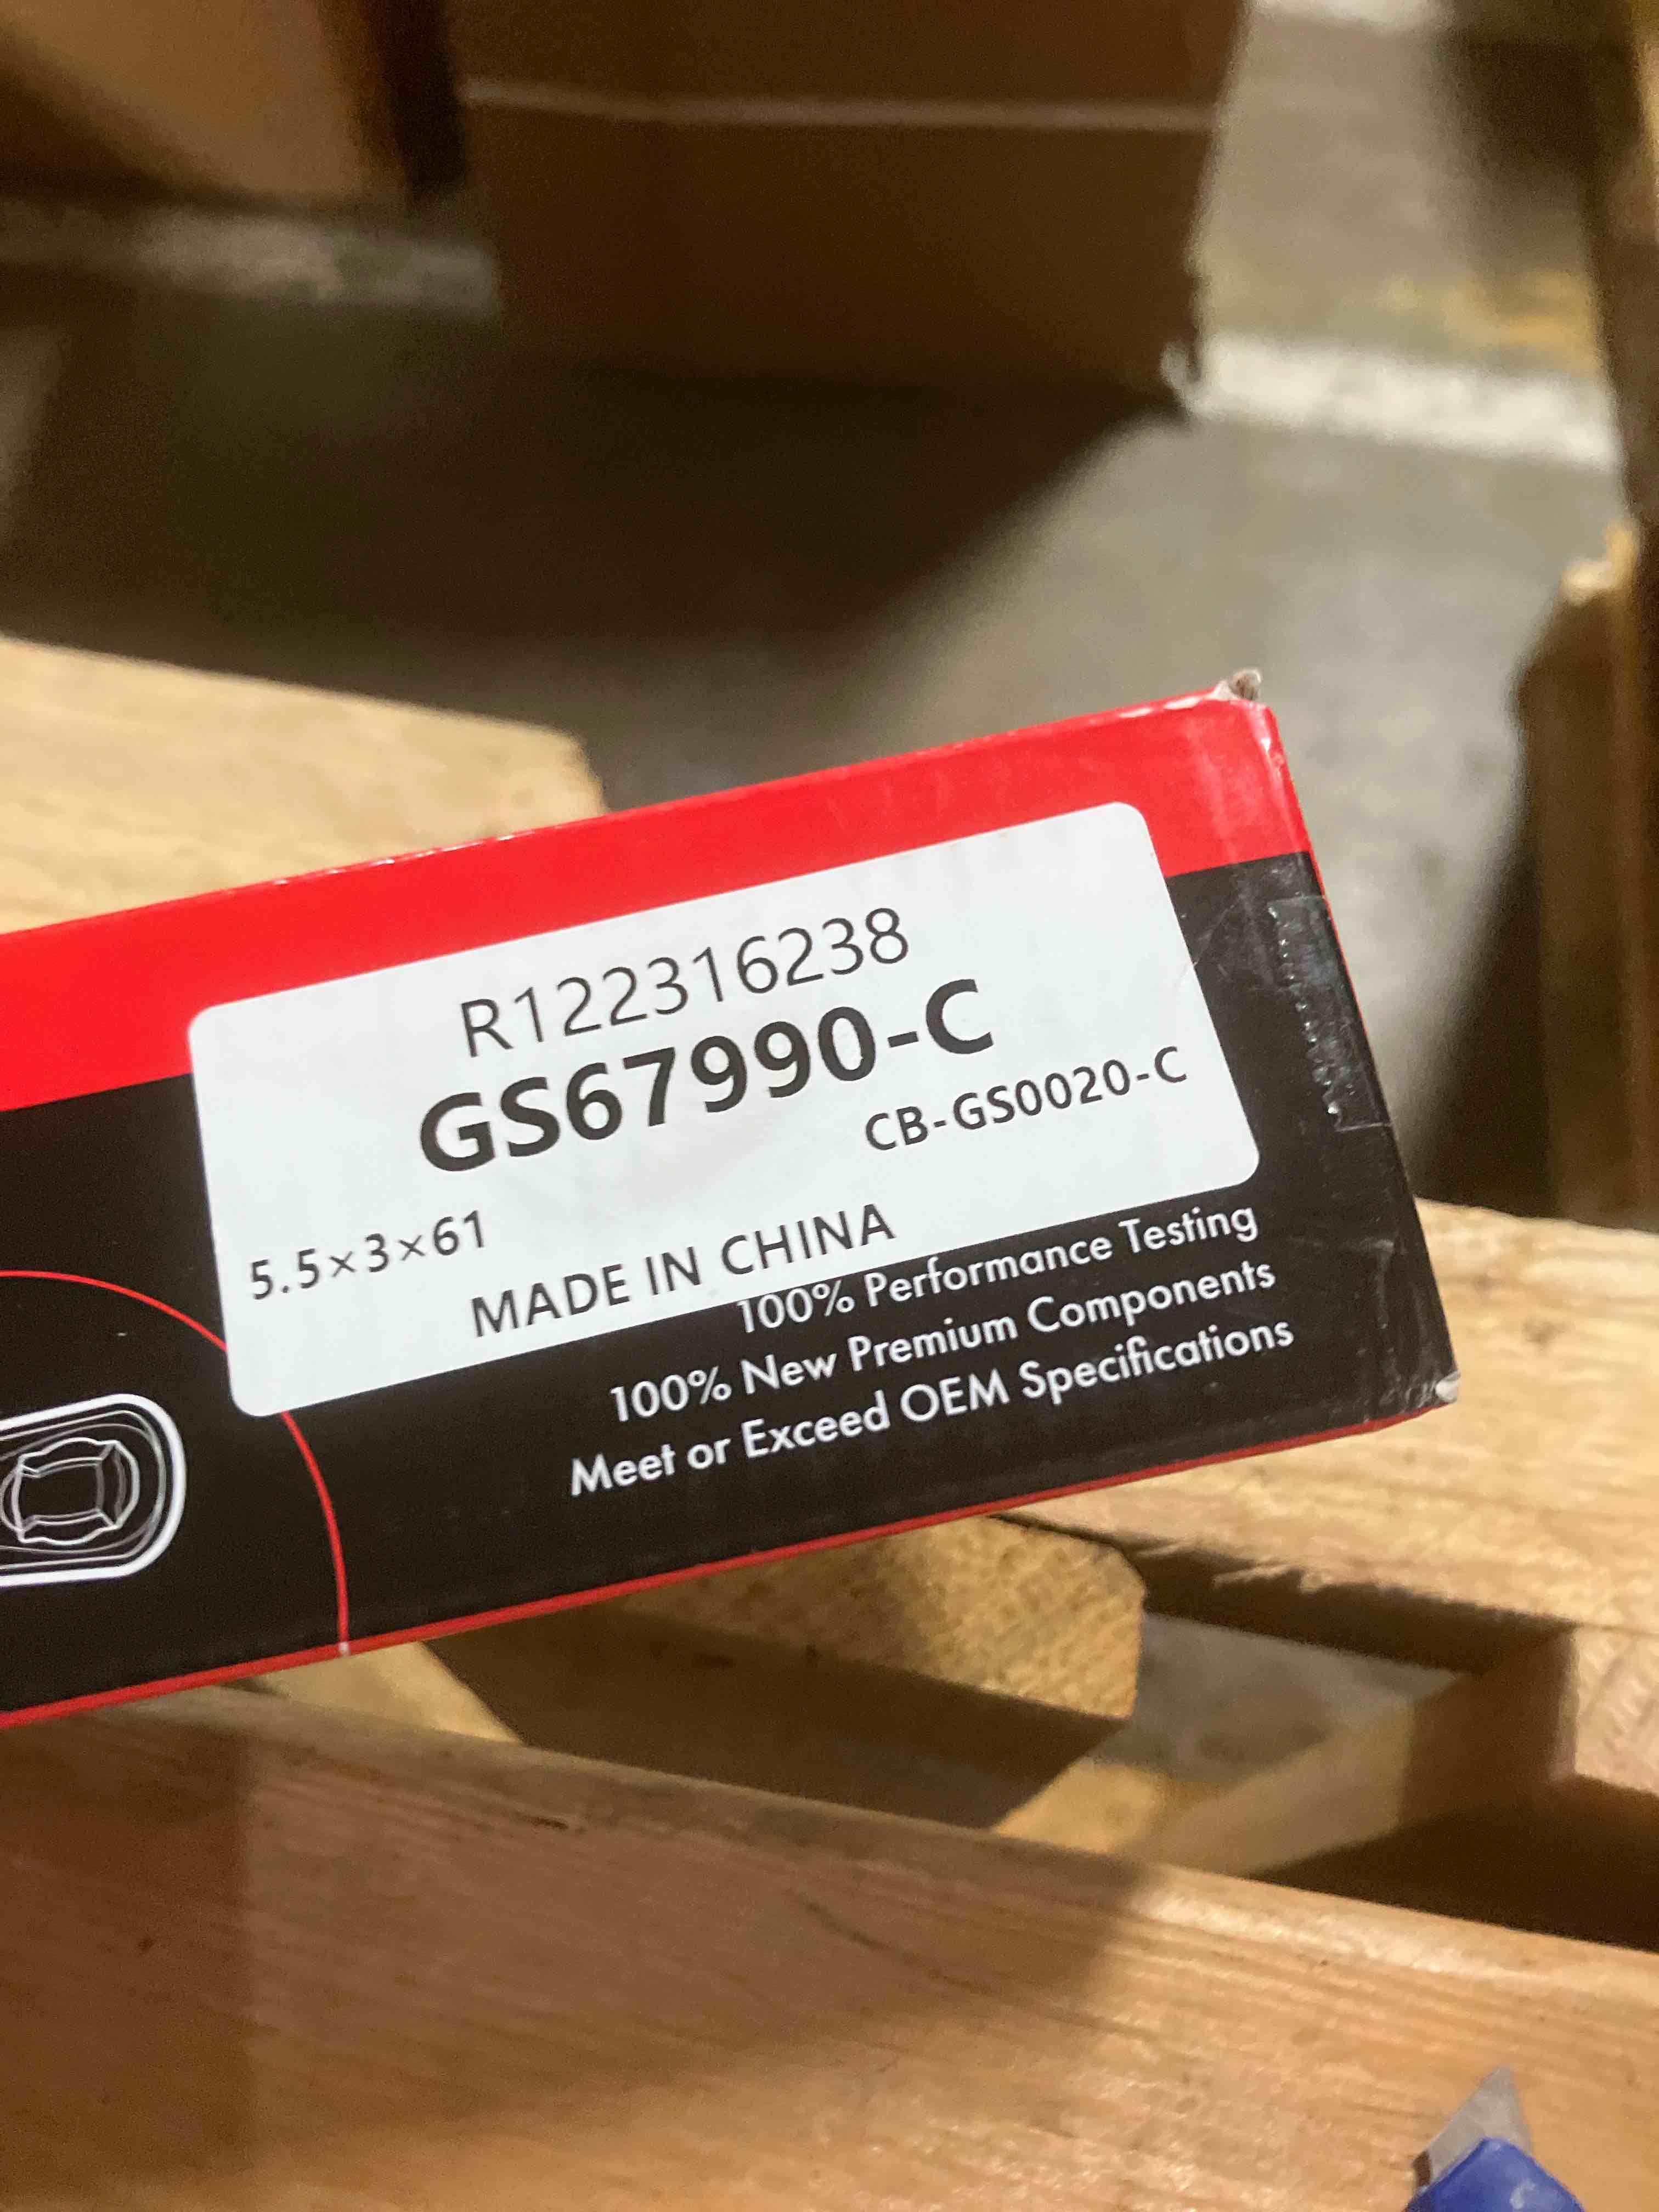 R122316238
GS67990-C
CB-GS0020-C
5.5×3×61
MADE IN CHINA
100% Performance Testing
100% New Premium Components
Meet or Exceed OEM Specifications